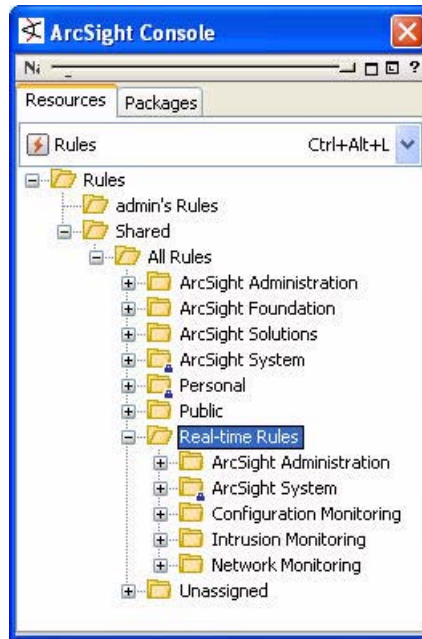 ArcSight Console
?
Resources Packages
Rules Ctrl+Alt+L
Rules
admin's Rules
Shared
All Rules
ArcSight Administration
ArcSight Foundation
ArcSight Solutions
ArcSight System
Personal
Public
Real-time Rules
ArcSight Administration
ArcSight System
Configuration Monitoring
Intrusion Monitoring
Network Monitoring
Unassigned